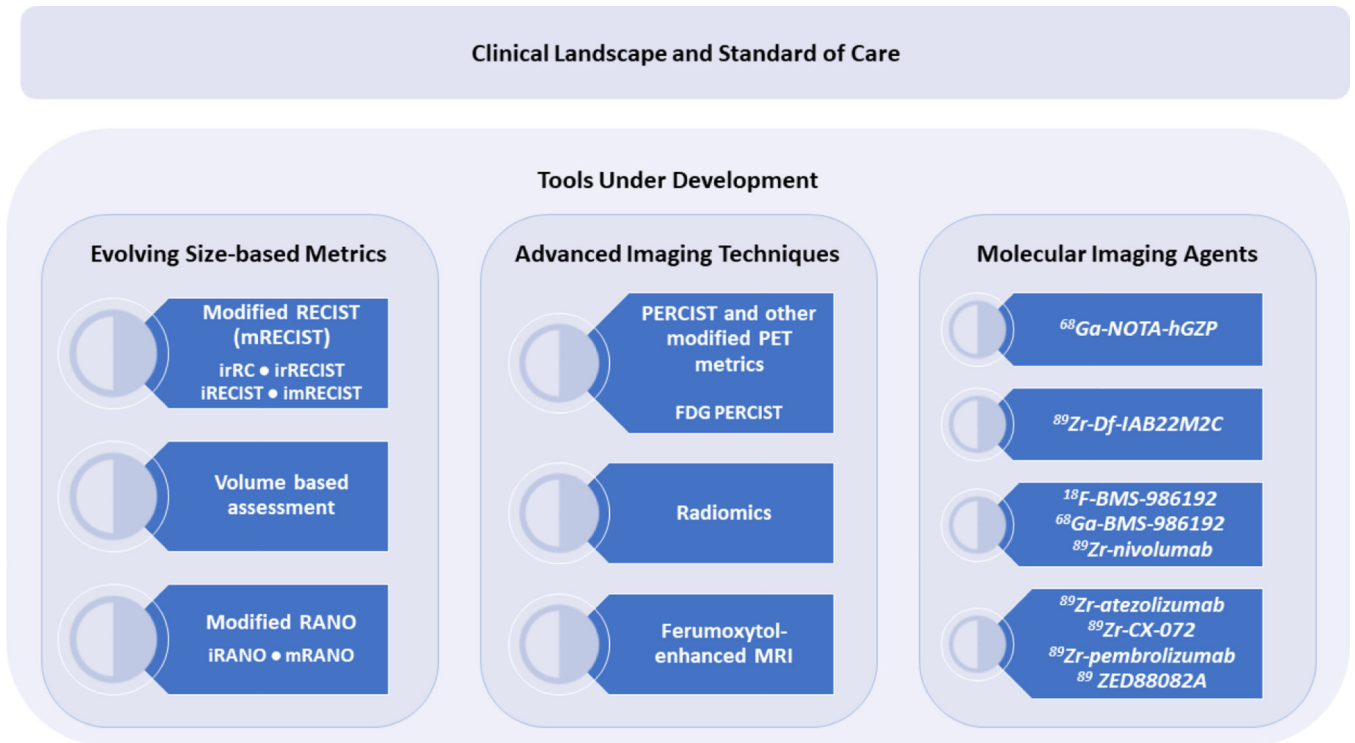 Clinical Landscape and Standard of Care
Tools Under Development
Evolving Size-based Metrics
Modified RECIST
(mRECIST)
irRC ● irRECIST
iRECIST ● imRECIST
Volume based
assessment
Modified RANO
iRANO ● mRANO
Advanced Imaging Techniques
PERCIST and other
modified PET
metrics
FDG PERCIST
Radiomics
Ferumoxytol-
enhanced MRI
Molecular Imaging Agents
⁶⁸Ga-NOTA-hGZP
⁸⁹Zr-Df-IAB22M2C
¹⁸F-BMS-986192
⁶⁸Ga-BMS-986192
⁸⁹Zr-nivolumab
⁸⁹Zr-atezolizumab
⁸⁹Zr-CX-072
⁸⁹Zr-pembrolizumab
⁸⁹ ZED88082A